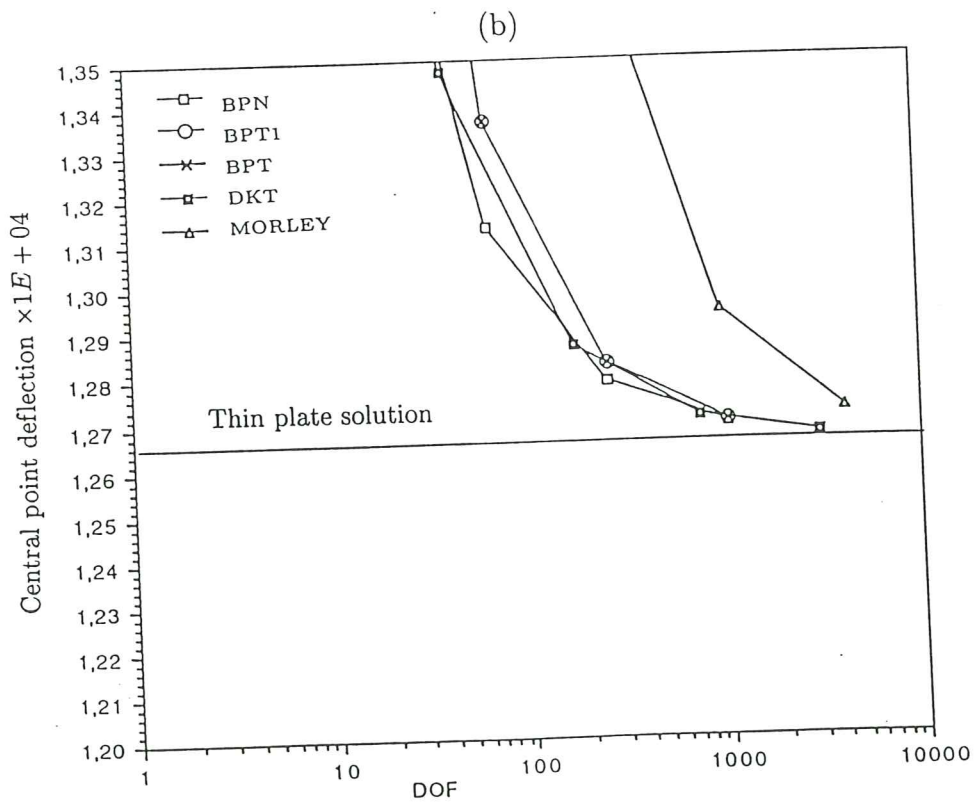 (b)
1,35
1,34
1,33
1,32
1,31
1,30
1,29
1,28
1,27
1,26
1,25
1,24
1,23
1,22
1,21
1,20
Central point deflection ×1E + 04
BPN
BPT1
BPT
DKT
MORLEY
Thin plate solution
1
10
100
1000
10000
DOF